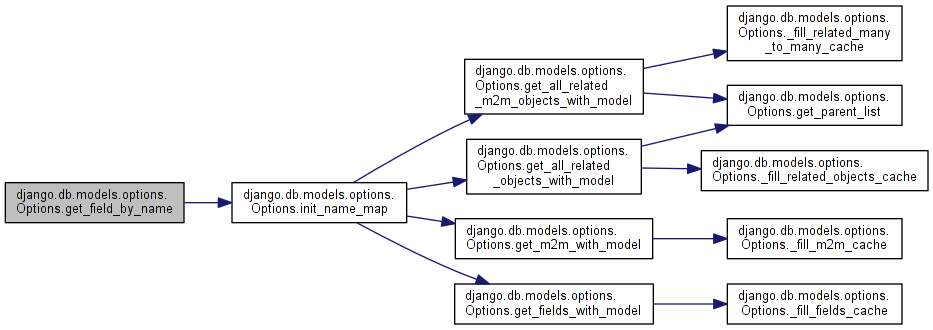 django.db.models.options.
Options.get_field_by_name
django.db.models.options.
Options.init_name_map
django.db.models.options.
Options.get_all_related
_m2m_objects_with_model
django.db.models.options.
Options.get_all_related
_objects_with_model
django.db.models.options.
Options.get_m2m_with_model
django.db.models.options.
Options.get_fields_with_model
django.db.models.options.
Options._fill_related_many
_to_many_cache
django.db.models.options.
Options.get_parent_list
django.db.models.options.
Options._fill_related_objects_cache
django.db.models.options.
Options._fill_m2m_cache
django.db.models.options.
Options._fill_fields_cache